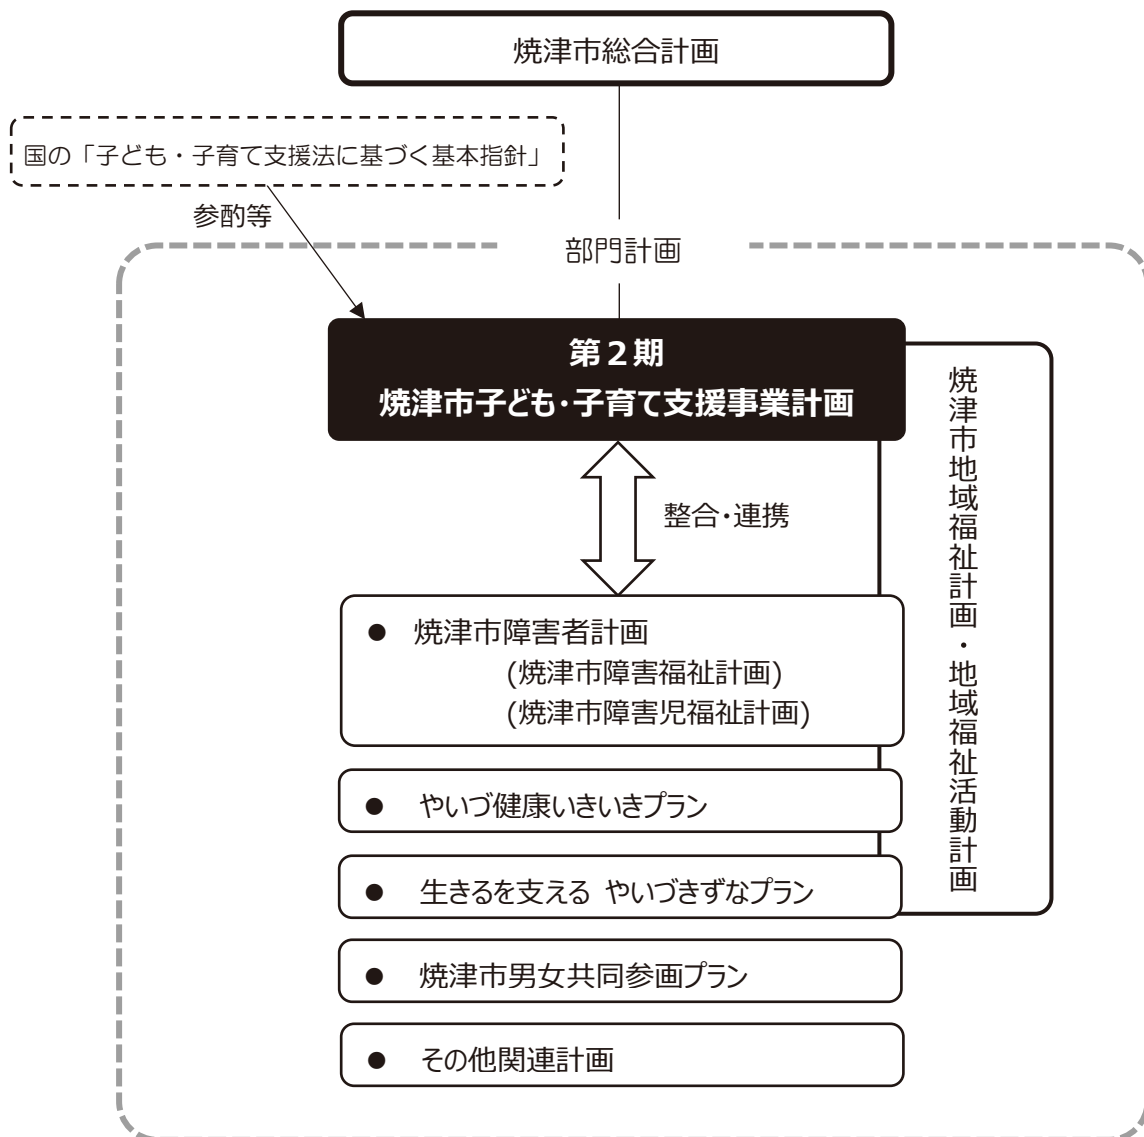 焼津市総合計画
国の「子ども・子育て支援法に基づく基本指針」
参酌等
部門計画
第２期
焼津市子ども・子育て支援事業計画
整合・連携
焼津市地域福祉計画・地域福祉活動計画
● 焼津市障害者計画
(焼津市障害福祉計画)
(焼津市障害児福祉計画)
● やいづ健康いきいきプラン
● 生きるを支える やいづきずなプラン
● 焼津市男女共同参画プラン
● その他関連計画